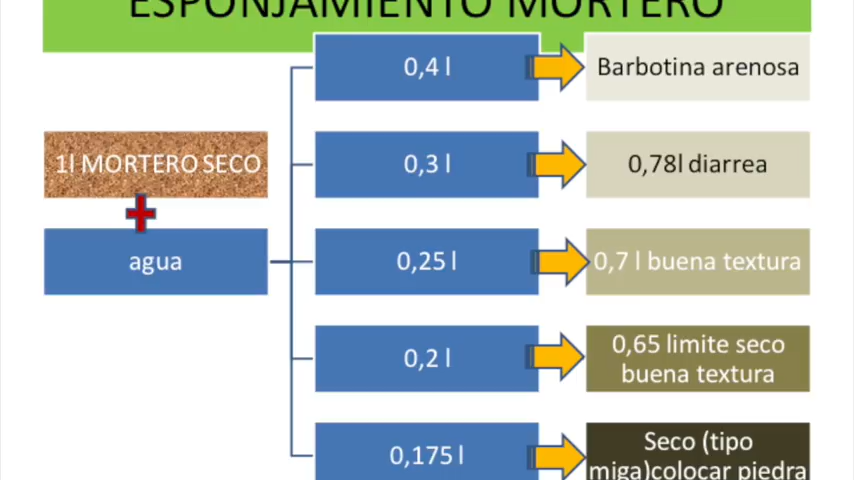 ESPONJAMIENTO MORTERO
0,4 l
Barbotina arenosa
1l MORTERO SECO
0,3 l
0,78l diarrea
agua
0,25 l
0,7 l buena textura
0,2 l
0,65 limite seco
buena textura
0,175 l
Seco (tipo
miga)colocar piedra